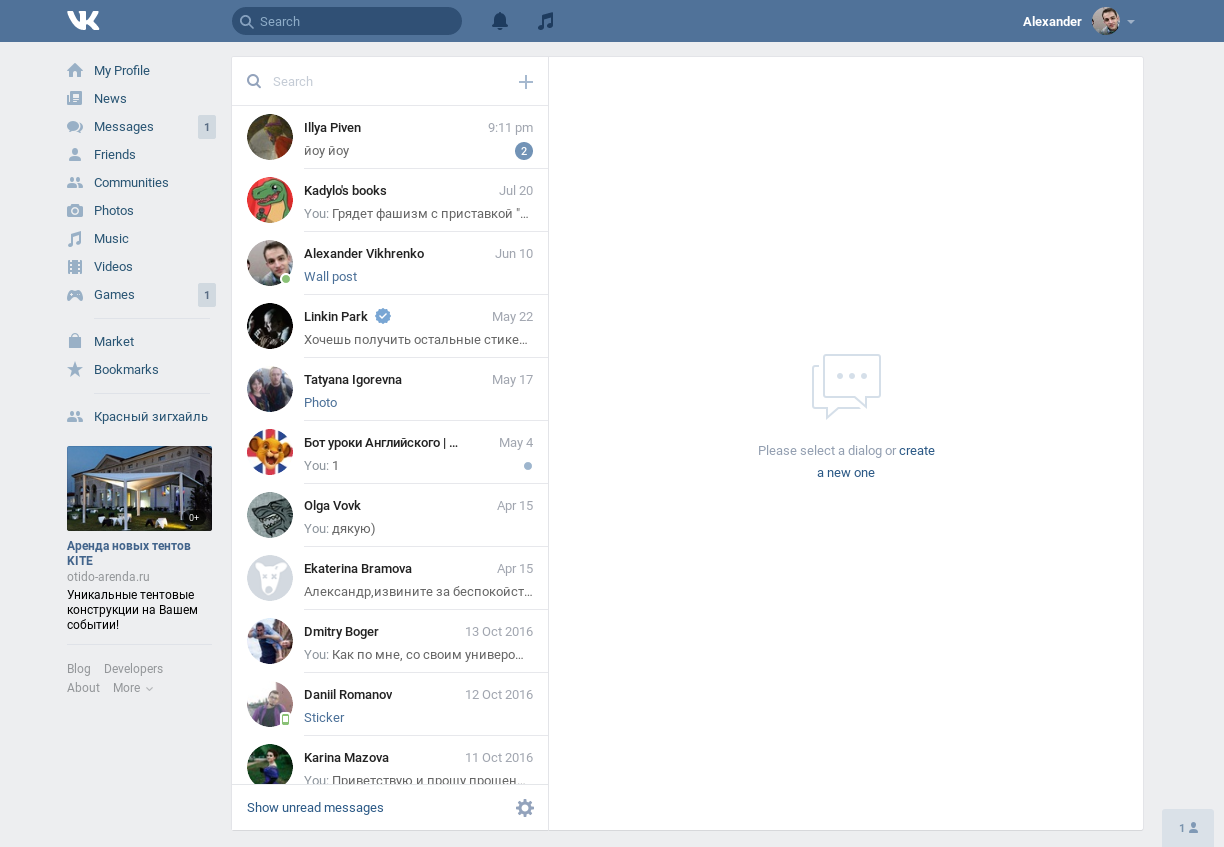 Search
Alexander
My Profile
News
Messages 1
Friends
Communities
Photos
Music
Videos
Games 1
Market
Bookmarks
Красный зигхайль
0+
Аренда новых тентов
KITE
otido-arenda.ru
Уникальные тентовые
конструкции на Вашем
событии!
Blog Developers
About More
Search
Illya Piven 9:11 pm
йоу йоу 2
Kadylo's books Jul 20
You: Грядет фашизм с приставкой "...
Alexander Vikhrenko Jun 10
Wall post
Linkin Park May 22
Хочешь получить остальные стике...
Tatyana Igorevna May 17
Photo
Бот уроки Английского | ... May 4
You: 1
Olga Vovk Apr 15
You: дякую)
Ekaterina Bramova Apr 15
Александр,извините за беспокойст...
Dmitry Boger 13 Oct 2016
You: Как по мне, со своим универо...
Daniil Romanov 12 Oct 2016
Sticker
Karina Mazova 11 Oct 2016
You: Приветствую и прошу прощен...
Show unread messages
Please select a dialog or create
a new one
1